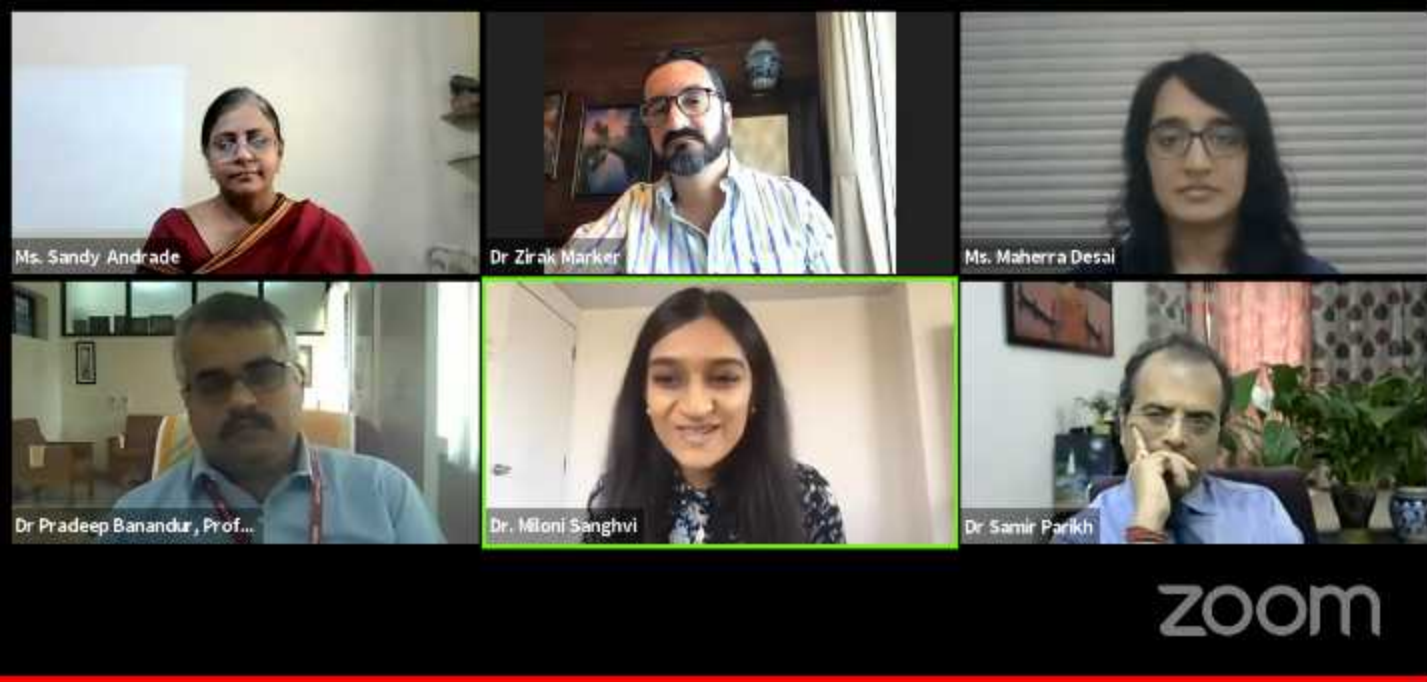 Ms. Sandy Andrade
Dr Zirak Marker
Ms. Maherra Desai
Dr Pradeep Banandur, Prof...
Dr. Miloni Sanghvi
Dr Samir Parikh
zoom